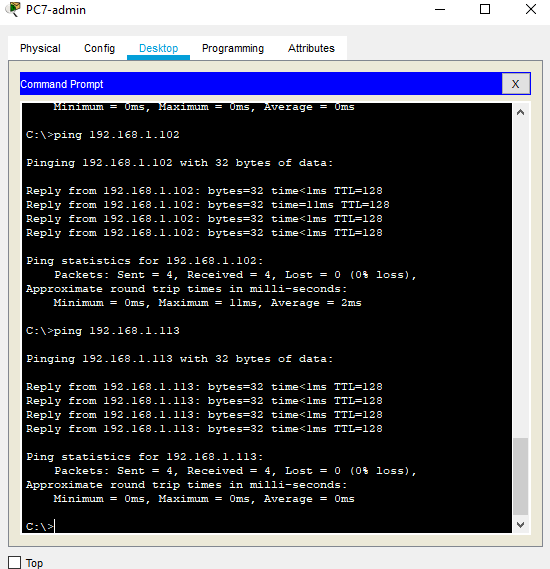 PC7-admin
Physical Config Desktop Programming Attributes
Command Prompt X
Minimum = 0ms, Maximum = 0ms, Average = 0ms
C:\>ping 192.168.1.102
Pinging 192.168.1.102 with 32 bytes of data:
Reply from 192.168.1.102: bytes=32 time<1ms TTL=128
Reply from 192.168.1.102: bytes=32 time=11ms TTL=128
Reply from 192.168.1.102: bytes=32 time<1ms TTL=128
Reply from 192.168.1.102: bytes=32 time<1ms TTL=128
Ping statistics for 192.168.1.102:
Packets: Sent = 4, Received = 4, Lost = 0 (0% loss),
Approximate round trip times in milli-seconds:
Minimum = 0ms, Maximum = 11ms, Average = 2ms
C:\>ping 192.168.1.113
Pinging 192.168.1.113 with 32 bytes of data:
Reply from 192.168.1.113: bytes=32 time<1ms TTL=128
Reply from 192.168.1.113: bytes=32 time<1ms TTL=128
Reply from 192.168.1.113: bytes=32 time<1ms TTL=128
Reply from 192.168.1.113: bytes=32 time<1ms TTL=128
Ping statistics for 192.168.1.113:
Packets: Sent = 4, Received = 4, Lost = 0 (0% loss),
Approximate round trip times in milli-seconds:
Minimum = 0ms, Maximum = 0ms, Average = 0ms
C:\>
Top